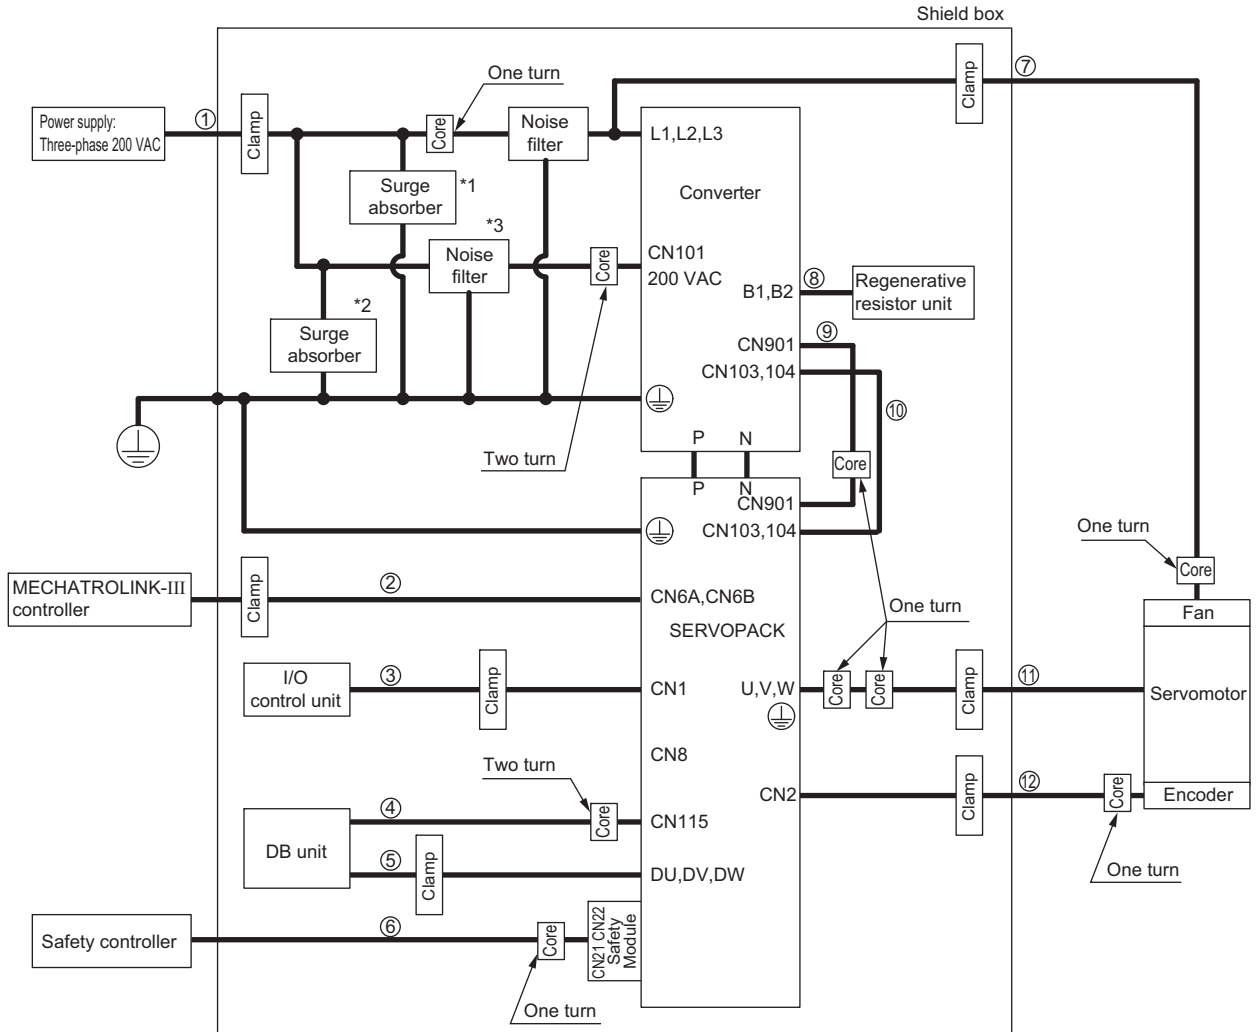 Shield box
One turn
⑦
Clamp
Power supply:
Three-phase 200 VAC
①
Clamp
Core
Noise
filter
L1,L2,L3
Surge
absorber
*1
Converter
*3
Noise
filter
Core
CN101
200 VAC
B1,B2
⑧
Regenerative
resistor unit
*2
Surge
absorber
CN901
⑨
CN103,104
⑩
Two turn
P
N
Core
P
N
CN901
CN103,104
One turn
Core
MECHATROLINK-III
controller
Clamp
②
CN6A,CN6B
SERVOPACK
One turn
Fan
I/O
control unit
③
Clamp
CN1
U,V,W
Core
Core
Clamp
⑪
Servomotor
CN8
Two turn
CN2
Clamp
⑫
Core
Encoder
DB unit
④
Core
CN115
⑤
Clamp
DU,DV,DW
One turn
Safety controller
⑥
Core
CN21 CN22
Safety
Module
One turn